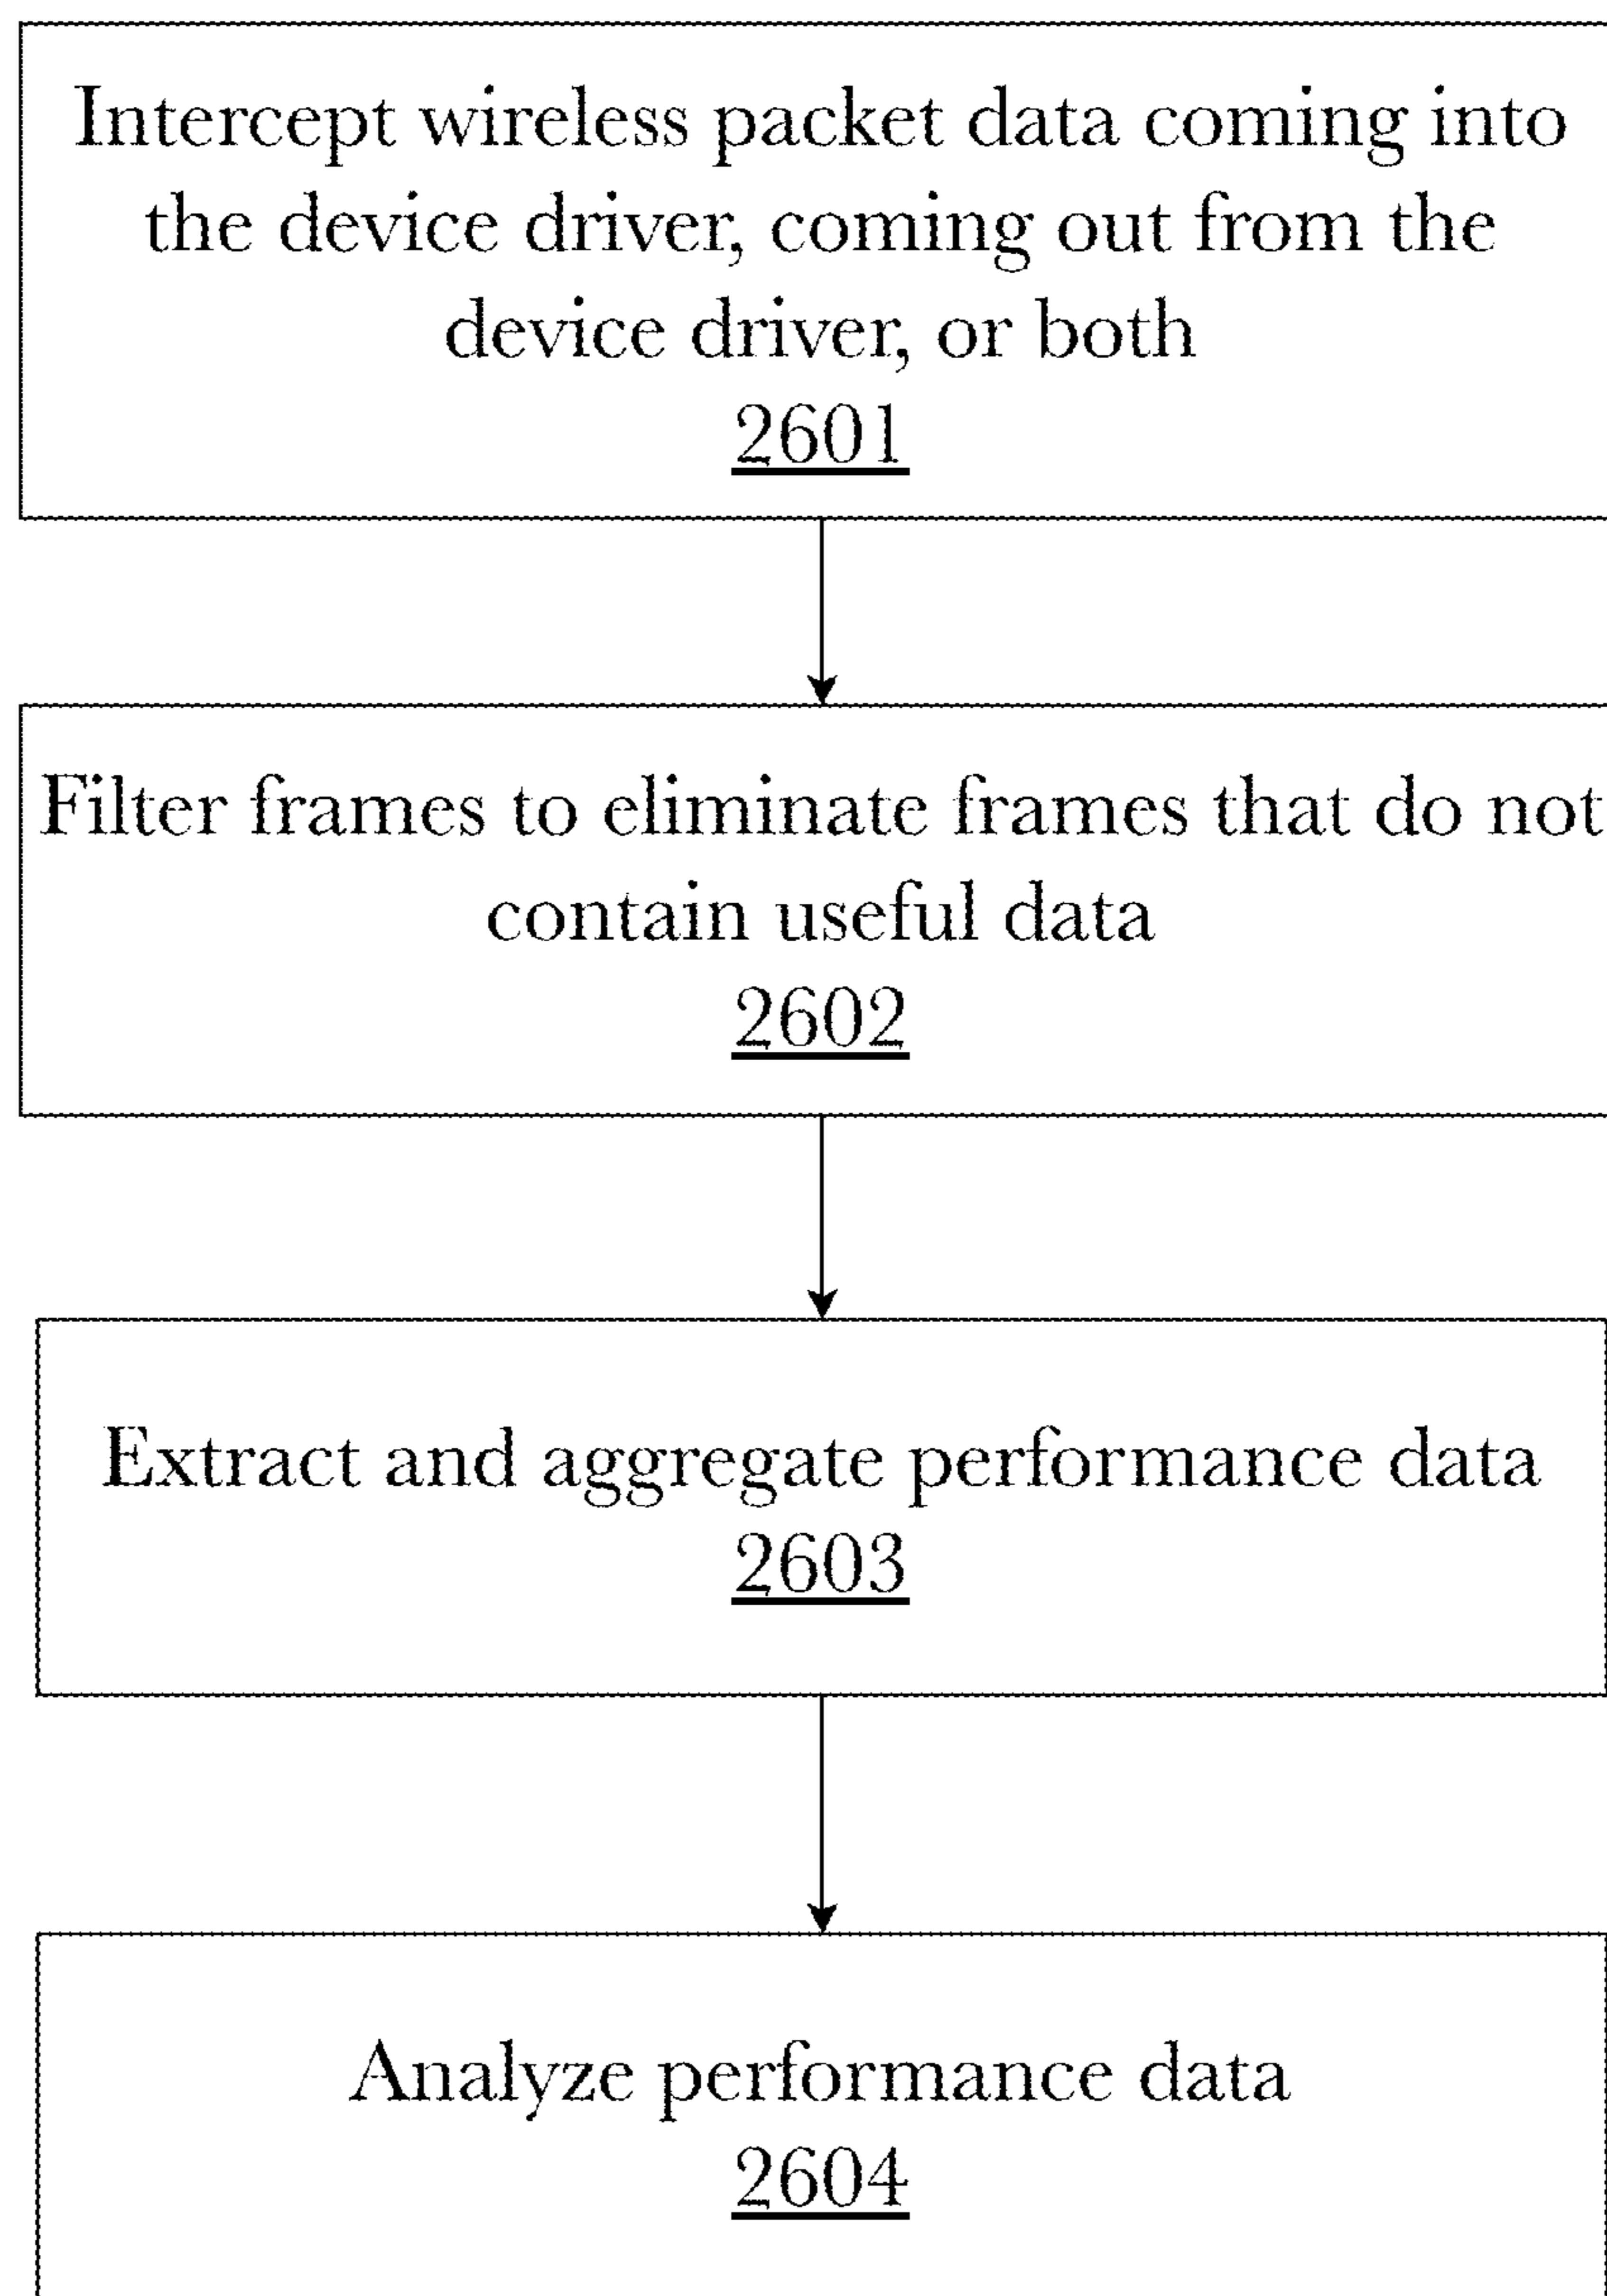 Intercept wireless packet data coming into
the device driver, coming out from the
device driver, or both
2601
Filter frames to eliminate frames that do not
contain useful data
2602
Extract and aggregate performance data
2603
Analyze performance data
2604